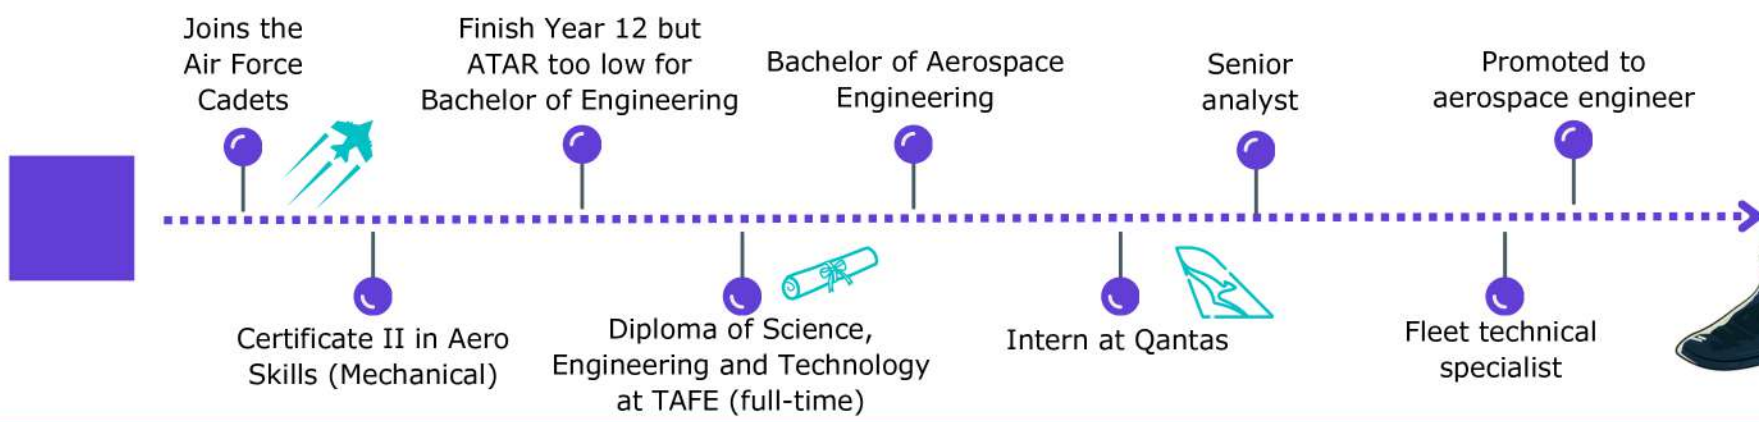 Joins the
Air Force
Cadets
Certificate II in Aero
Skills (Mechanical)
Finish Year 12 but
ATAR too low for
Bachelor of Engineering
Diploma of Science,
Engineering and Technology
at TAFE (full-time)
Bachelor of Aerospace
Engineering
Intern at Qantas
Senior
analyst
Fleet technical
specialist
Promoted to
aerospace engineer